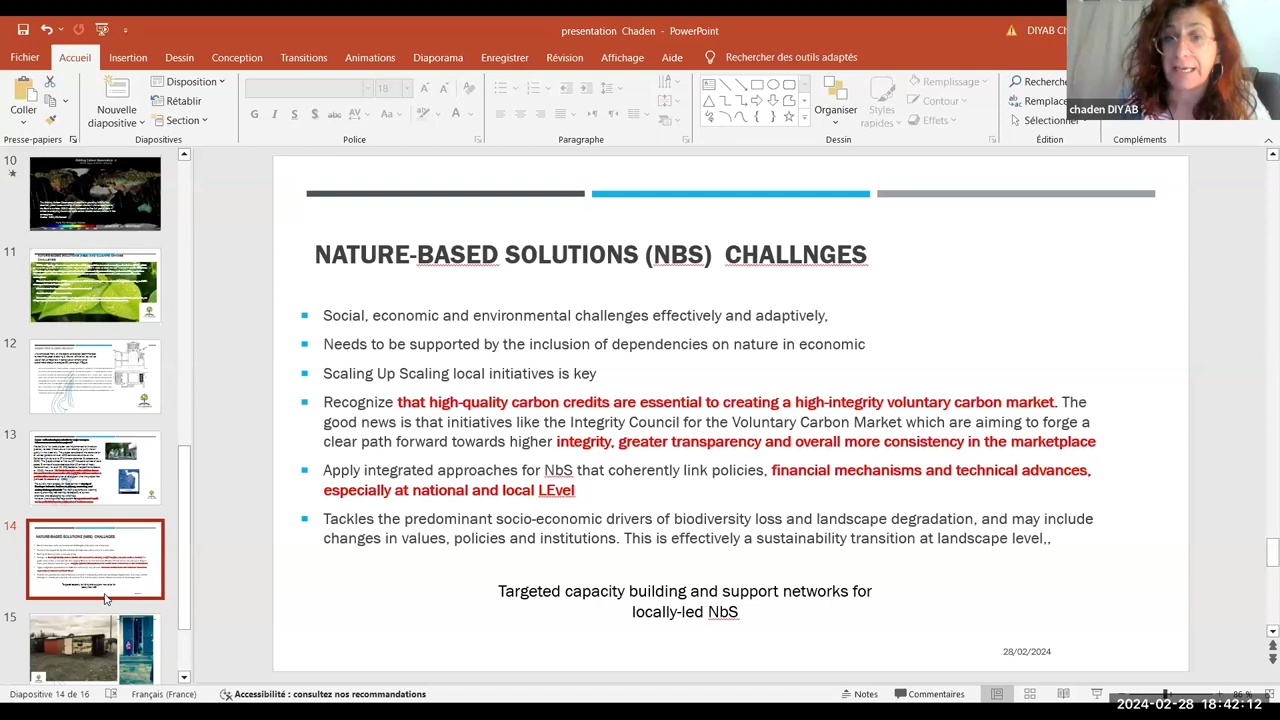 presentation Chaden - PowerPoint
DIYAB Ch
Fichier Accueil Insertion Dessin Conception Transitions Animations Diaporama Enregistrer Révision Affichage Aide Rechercher des outils adaptés
Coller
Nouvelle
diapositive
Disposition
Rétablir
Section
18
Organiser
Styles
rapides
Remplissage
Contour
Effets
Recherche
Remplace
Sélectionner
chaden DIYAB
Presse-papiers Diapositives Police Paragraphe Dessin Édition Compléments
10
11
12
13
14
15
NATURE-BASED SOLUTIONS (NBS) CHALLNGES
Social, economic and environmental challenges effectively and adaptively,
Needs to be supported by the inclusion of dependencies on nature in economic
Scaling Up Scaling local initiatives is key
Recognize that high-quality carbon credits are essential to creating a high-integrity voluntary carbon market. The
good news is that initiatives like the Integrity Council for the Voluntary Carbon Market which are aiming to forge a
clear path forward towards higher integrity, greater transparency and overall more consistency in the marketplace
Apply integrated approaches for NbS that coherently link policies, financial mechanisms and technical advances,
especially at national and local LEvel
Tackles the predominant socio-economic drivers of biodiversity loss and landscape degradation, and may include
changes in values, policies and institutions. This is effectively a sustainability transition at landscape level.,
Targeted capacity building and support networks for
locally-led NbS
28/02/2024
Diapositive 14 de 16 Français (France) Accessibilité : consultez nos recommandations Notes Commentaires 86 %
2024-02-28 18:42:12